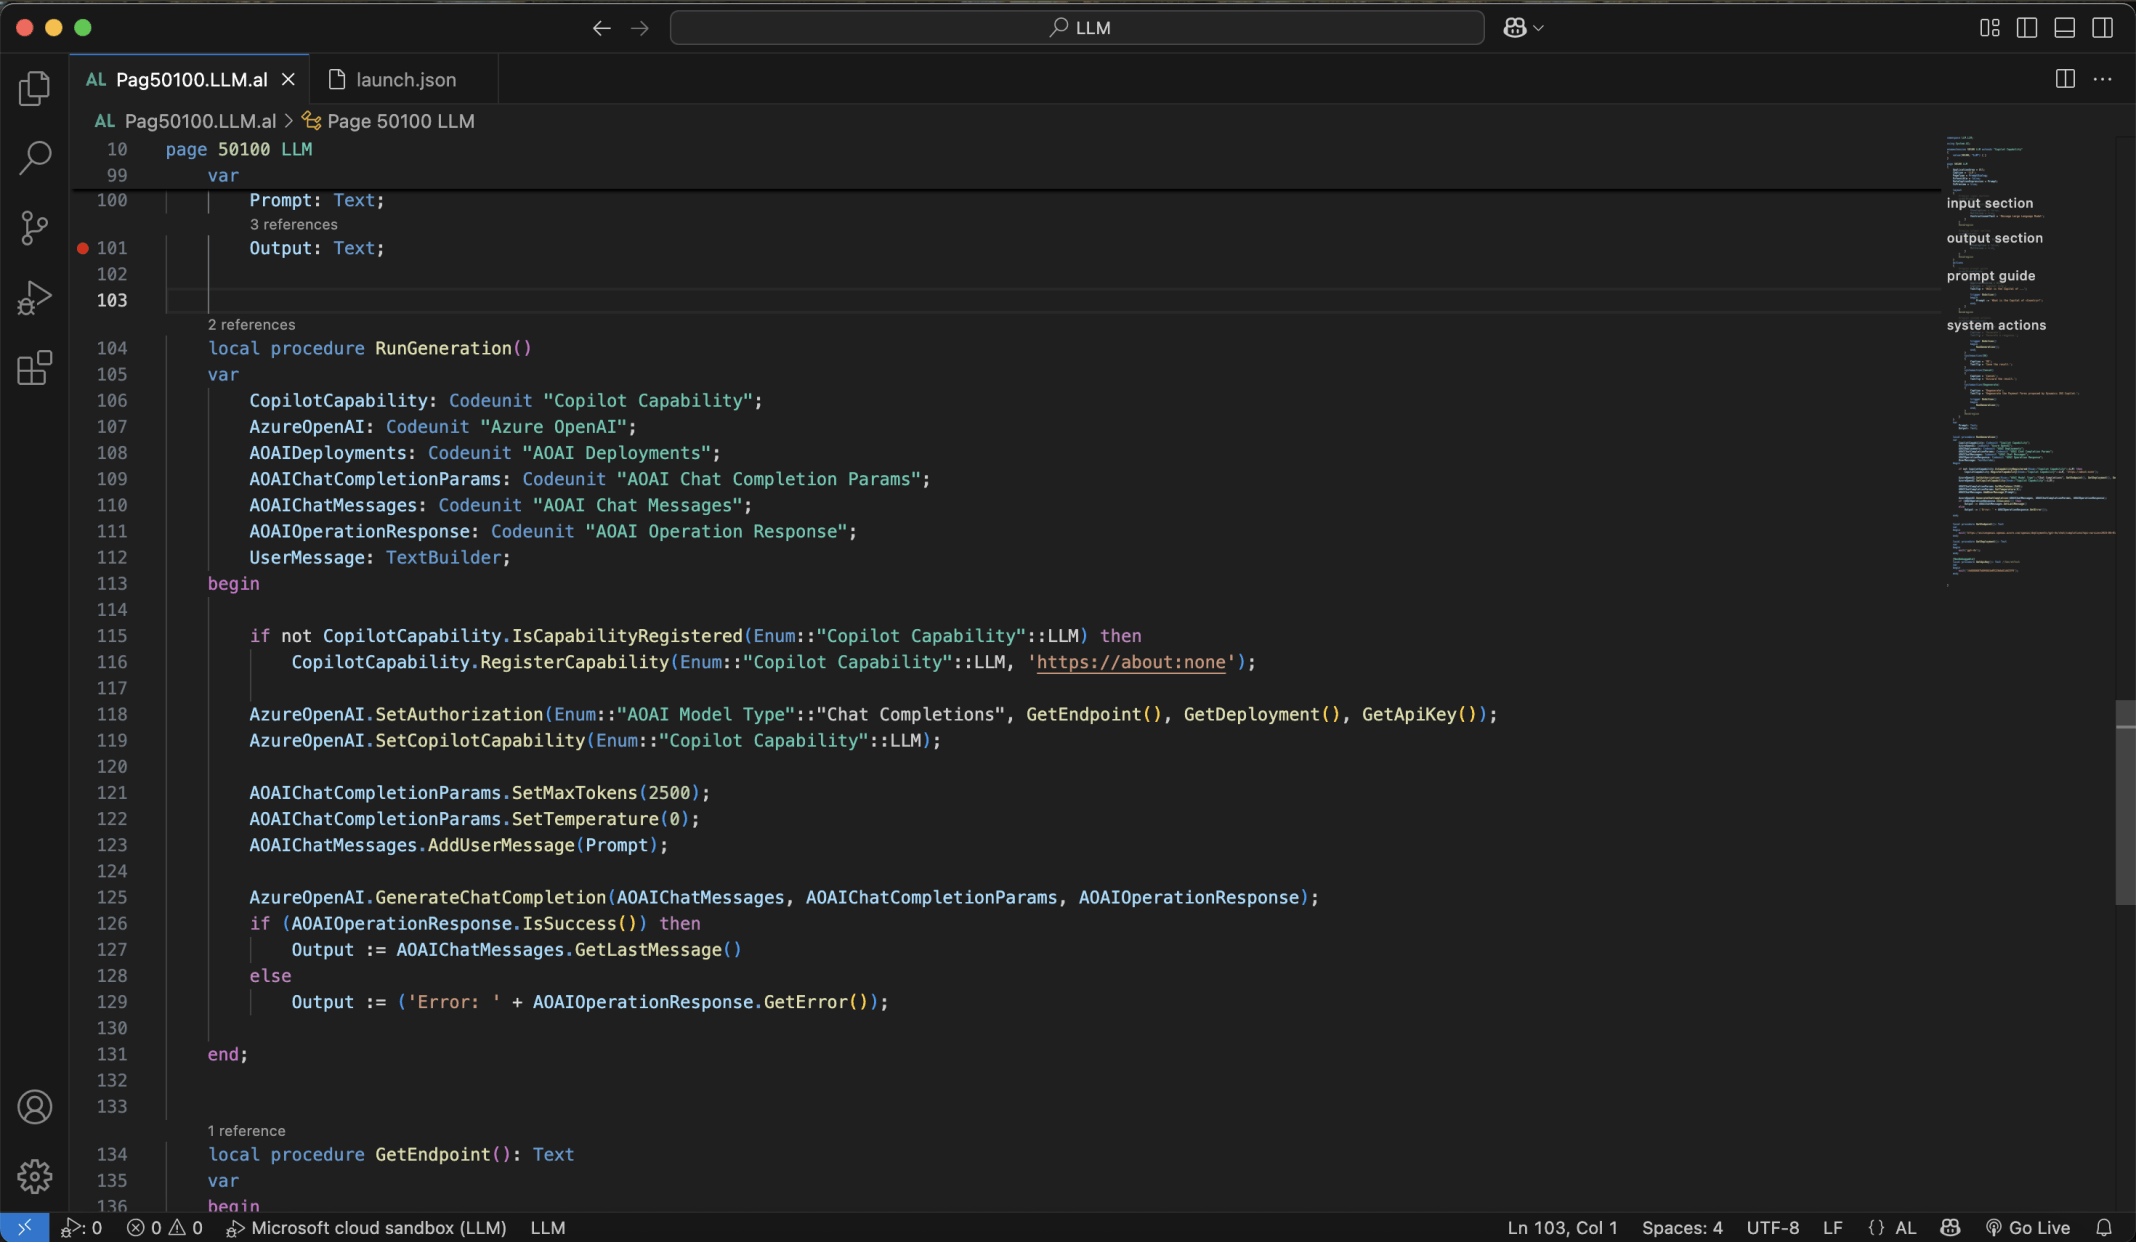 LLM
AL Pag50100.LLM.al
launch.json
AL Pag50100.LLM.al > Page 50100 LLM
10 page 50100 LLM
99 var
100 Prompt: Text;
3 references
101 Output: Text;
102
103
2 references
104 local procedure RunGeneration()
105 var
106 CopilotCapability: Codeunit "Copilot Capability";
107 AzureOpenAI: Codeunit "Azure OpenAI";
108 AOAIDeployments: Codeunit "AOAI Deployments";
109 AOAIChatCompletionParams: Codeunit "AOAI Chat Completion Params";
110 AOAIChatMessages: Codeunit "AOAI Chat Messages";
111 AOAIOperationResponse: Codeunit "AOAI Operation Response";
112 UserMessage: TextBuilder;
113 begin
114
115 if not CopilotCapability.IsCapabilityRegistered(Enum::"Copilot Capability"::LLM) then
116 CopilotCapability.RegisterCapability(Enum::"Copilot Capability"::LLM, 'https://about:none');
117
118 AzureOpenAI.SetAuthorization(Enum::"AOAI Model Type"::"Chat Completions", GetEndpoint(), GetDeployment(), GetApiKey());
119 AzureOpenAI.SetCopilotCapability(Enum::"Copilot Capability"::LLM);
120
121 AOAIChatCompletionParams.SetMaxTokens(2500);
122 AOAIChatCompletionParams.SetTemperature(0);
123 AOAIChatMessages.AddUserMessage(Prompt);
124
125 AzureOpenAI.GenerateChatCompletion(AOAIChatMessages, AOAIChatCompletionParams, AOAIOperationResponse);
126 if (AOAIOperationResponse.IsSuccess()) then
127 Output := AOAIChatMessages.GetLastMessage()
128 else
129 Output := ('Error: ' + AOAIOperationResponse.GetError());
130
131 end;
132
133
1 reference
134 local procedure GetEndpoint(): Text
135 var
136 begin
input section
output section
prompt guide
system actions
: 0 0 0 Microsoft cloud sandbox (LLM) LLM
Ln 103, Col 1 Spaces: 4 UTF-8 LF {} AL Go Live